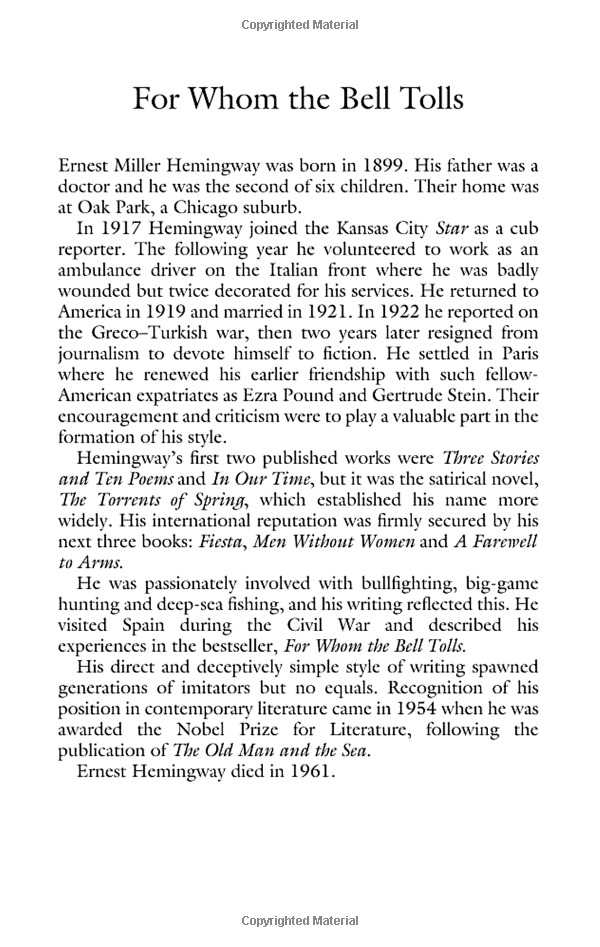 Copyrighted Material
For Whom the Bell Tolls
Ernest Miller Hemingway was born in 1899. His father was a
doctor and he was the second of six children. Their home was
at Oak Park, a Chicago suburb.
In 1917 Hemingway joined the Kansas City Star as a cub
reporter. The following year he volunteered to work as an
ambulance driver on the Italian front where he was badly
wounded but twice decorated for his services. He returned to
America in 1919 and married in 1921. In 1922 he reported on
the Greco–Turkish war, then two years later resigned from
journalism to devote himself to fiction. He settled in Paris
where he renewed his earlier friendship with such fellow-
American expatriates as Ezra Pound and Gertrude Stein. Their
encouragement and criticism were to play a valuable part in the
formation of his style.
Hemingway's first two published works were Three Stories
and Ten Poems and In Our Time, but it was the satirical novel,
The Torrents of Spring, which established his name more
widely. His international reputation was firmly secured by his
next three books: Fiesta, Men Without Women and A Farewell
to Arms.
He was passionately involved with bullfighting, big-game
hunting and deep-sea fishing, and his writing reflected this. He
visited Spain during the Civil War and described his
experiences in the bestseller, For Whom the Bell Tolls.
His direct and deceptively simple style of writing spawned
generations of imitators but no equals. Recognition of his
position in contemporary literature came in 1954 when he was
awarded the Nobel Prize for Literature, following the
publication of The Old Man and the Sea.
Ernest Hemingway died in 1961.
Copyrighted Material